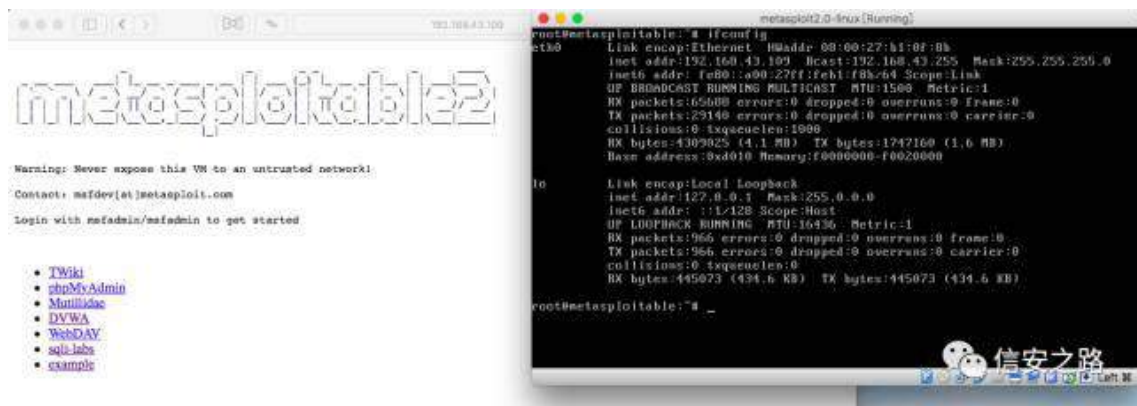 192.168.43.109
metasploitable2
Warning: Never expose this VM to an untrusted network!
Contact: msfdev[at]metasploit.com
Login with msfadmin/msfadmin to get started
TWiki
phpMyAdmin
Mutillidae
DVWA
WebDAV
sqli-labs
example
metasploit2.0-linux [Running]
root@metasploitable:~# ifconfig
eth0 Link encap:Ethernet HWaddr 08:00:27:b1:0f:8b
inet addr:192.168.43.109 Bcast:192.168.43.255 Mask:255.255.255.0
inet6 addr: fe80::a00:27ff:feb1:f8b/64 Scope:Link
UP BROADCAST RUNNING MULTICAST MTU:1500 Metric:1
RX packets:65600 errors:0 dropped:0 overruns:0 frame:0
TX packets:29140 errors:0 dropped:0 overruns:0 carrier:0
collisions:0 txqueuelen:1000
RX bytes:4309025 (4.1 MB) TX bytes:1747160 (1.6 MB)
Base address:0xd010 Memory:f0000000-f0020000
lo Link encap:Local Loopback
inet addr:127.0.0.1 Mask:255.0.0.0
inet6 addr: ::1/128 Scope:Host
UP LOOPBACK RUNNING MTU:16436 Metric:1
RX packets:966 errors:0 dropped:0 overruns:0 frame:0
TX packets:966 errors:0 dropped:0 overruns:0 carrier:0
collisions:0 txqueuelen:0
RX bytes:445073 (434.6 KB) TX bytes:445073 (434.6 KB)
root@metasploitable:~# _
信安之路
Left ⌘